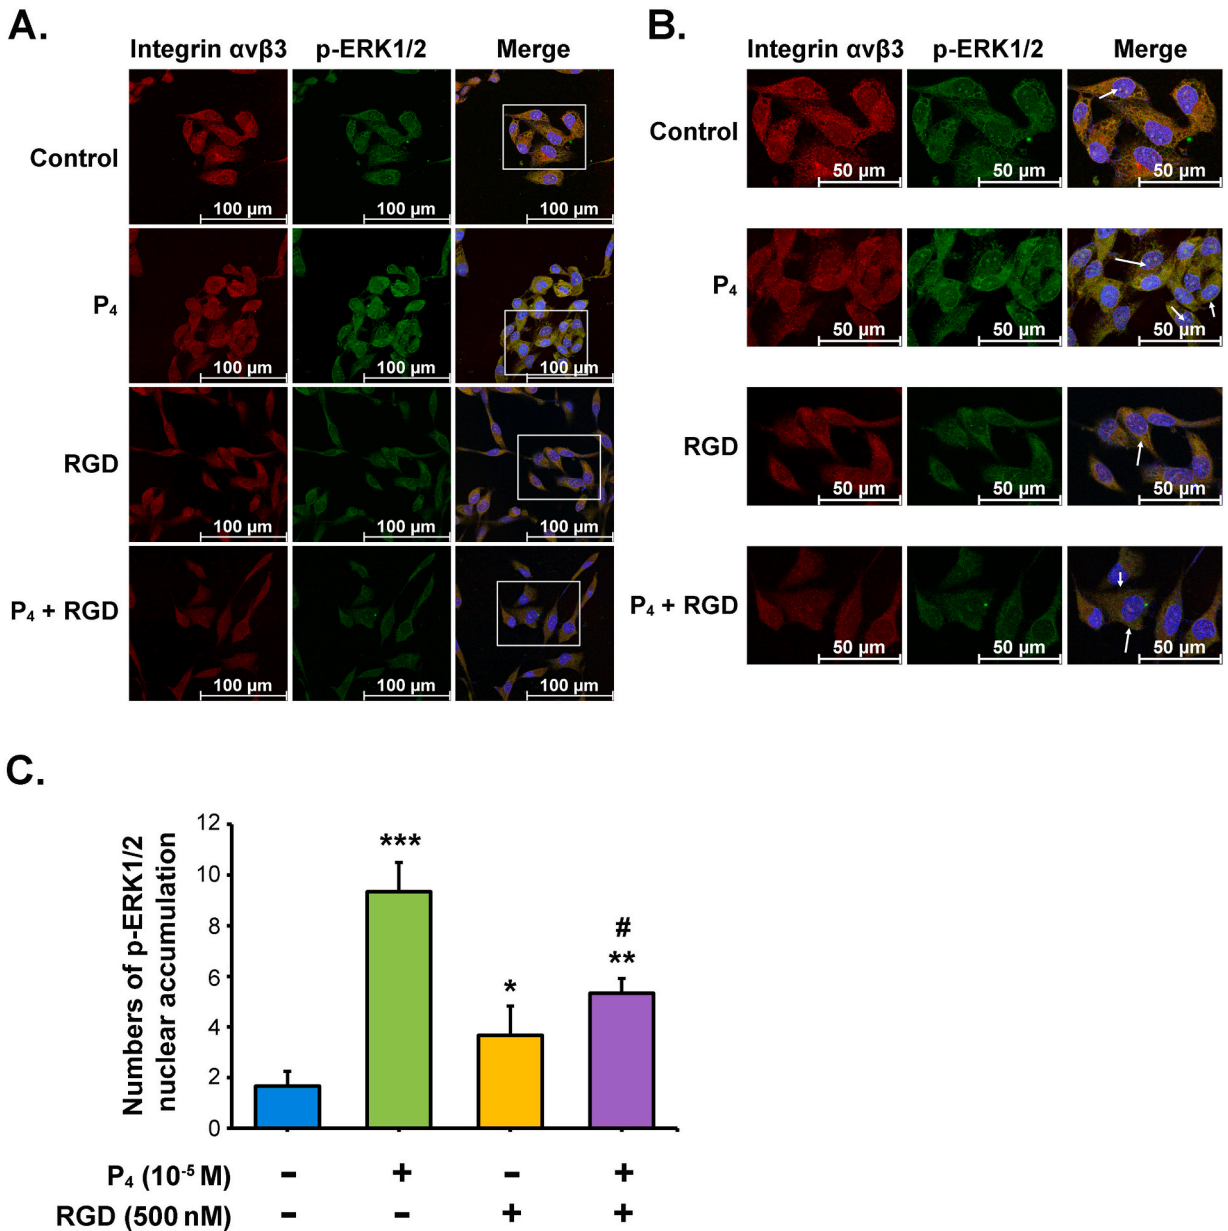 A.
Integrin αvβ3 p-ERK1/2 Merge
Control
100 µm 100 µm 100 µm
P₄
100 µm 100 µm 100 µm
RGD
100 µm 100 µm 100 µm
P₄ + RGD
100 µm 100 µm 100 µm
B.
Integrin αvβ3 p-ERK1/2 Merge
Control
50 µm 50 µm 50 µm
P₄
50 µm 50 µm 50 µm
RGD
50 µm 50 µm 50 µm
P₄ + RGD
50 µm 50 µm 50 µm
C.
Numbers of p-ERK1/2
nuclear accumulation
12
10
8
6
4
2
0
***
*
#
**
P₄ (10⁻⁵ M) - + - +
RGD (500 nM) - - + +